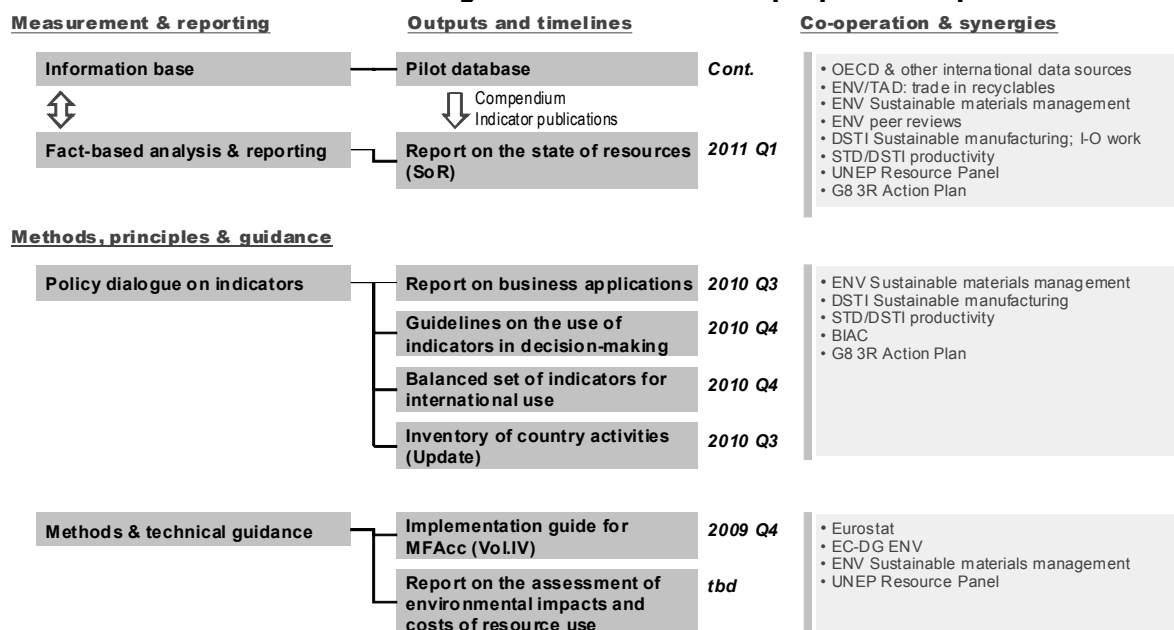 Measurement & reporting
Outputs and timelines
Co-operation & synergies
Information base
Pilot database
Cont.
Compendium
Indicator publications
Fact-based analysis & reporting
Report on the state of resources
(SoR)
2011 Q1
• OECD & other international data sources
• ENV/TAD: trade in recyclables
• ENV Sustainable materials management
• ENV peer reviews
• DSTI Sustainable manufacturing; I-O work
• STD/DSTI productivity
• UNEP Resource Panel
• G8 3R Action Plan
Methods, principles & guidance
Policy dialogue on indicators
Report on business applications
2010 Q3
Guidelines on the use of
indicators in decision-making
2010 Q4
Balanced set of indicators for
international use
2010 Q4
Inventory of country activities
(Update)
2010 Q3
• ENV Sustainable materials management
• DSTI Sustainable manufacturing
• STD/DSTI productivity
• BIAC
• G8 3R Action Plan
Methods & technical guidance
Implementation guide for
MFAcc (Vol.IV)
2009 Q4
Report on the assessment of
environmental impacts and
costs of resource use
tbd
• Eurostat
• EC-DG ENV
• ENV Sustainable materials management
• UNEP Resource Panel